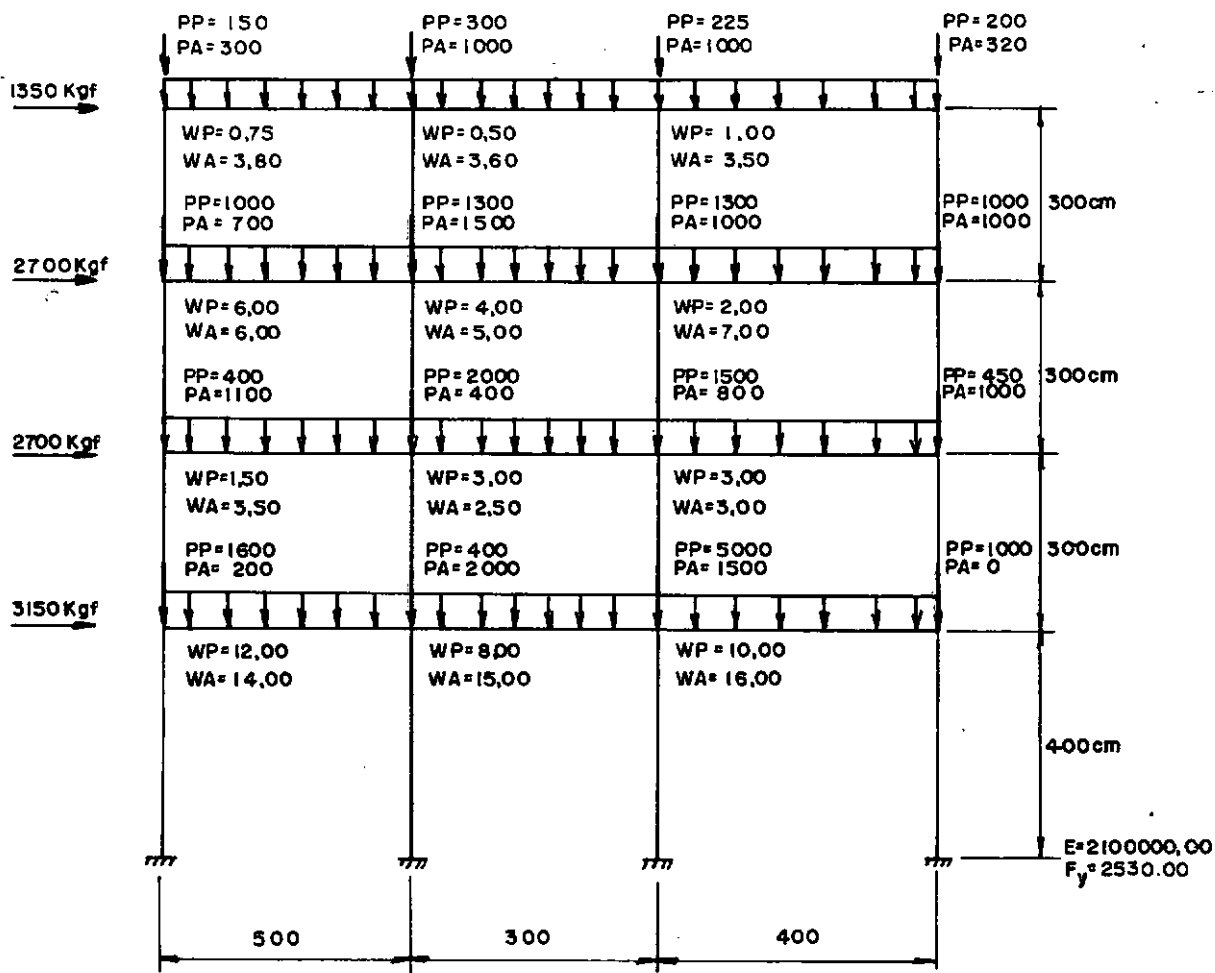 PP= 150 PP=300 PP= 225 PP= 200
PA=300 PA=1000 PA=1000 PA=320
1350 Kgf
WP=0,75 WP=0,50 WP= 1,00
WA=3,80 WA=3,60 WA= 3,50
PP=1000 PP=1300 PP=1300 PP=1000 300cm
PA= 700 PA=1500 PA=1000 PA=1000
2700 Kgf
WP=6,00 WP=4,00 WP=2,00
WA=6,00 WA=5,00 WA=7,00
PP=400 PP=2000 PP=1500 PP= 450 300cm
PA=1100 PA=400 PA= 800 PA=1000
2700 Kgf
WP=1,50 WP=3,00 WP=3,00
WA=3,50 WA=2,50 WA=3,00
PP=1600 PP=400 PP=5000 PP=1000 300cm
PA= 200 PA=2000 PA=1500 PA=0
3150 Kgf
WP=12,00 WP=8,00 WP=10,00
WA=14,00 WA=15,00 WA=16,00
400cm
E=2100000,00
Fy=2530.00
500 300 400